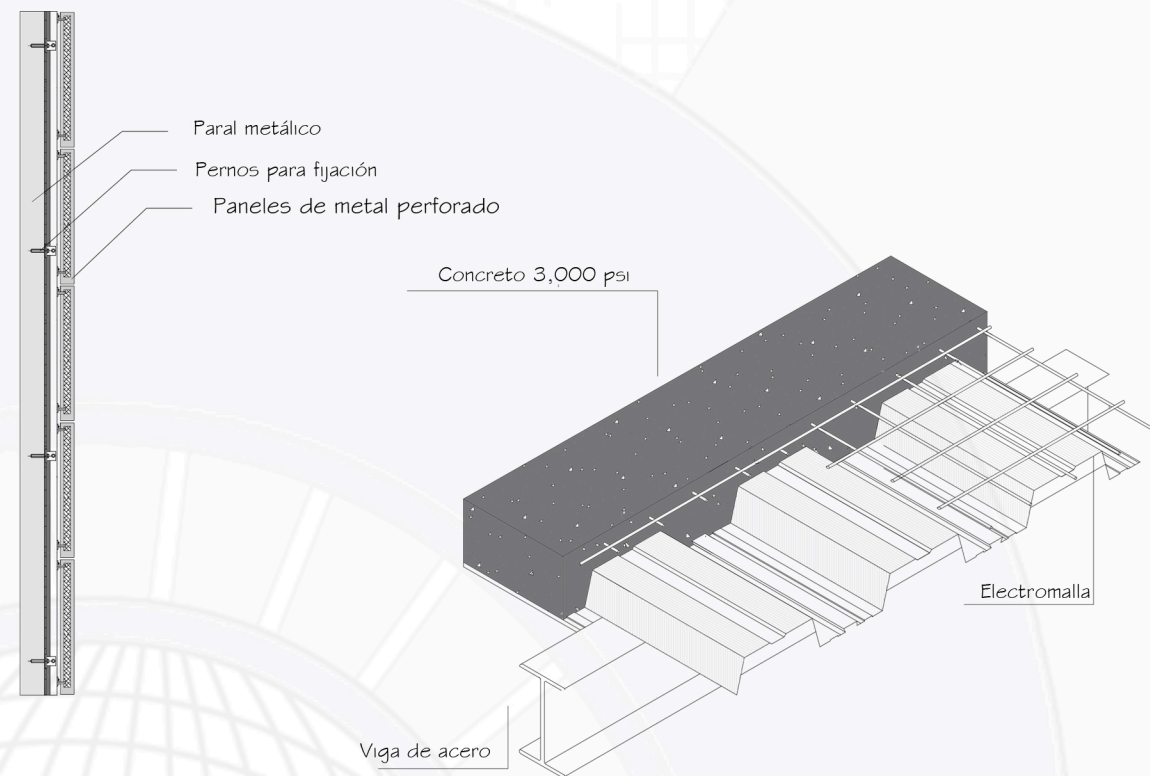 Paral metálico
Pernos para fijación
Paneles de metal perforado
Concreto 3,000 psi
Electromalla
Viga de acero